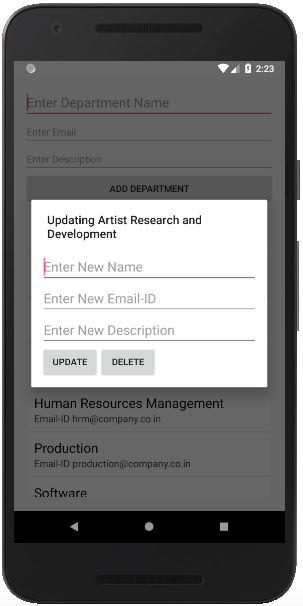 2:23
Enter Department Name
Enter Email
Enter Description
ADD DEPARTMENT
Updating Artist Research and
Development
Enter New Name
Enter New Email-ID
Enter New Description
UPDATE DELETE
Human Resources Management
Email-ID hrm@company.co.in
Production
Email-ID production@company.co.in
Software